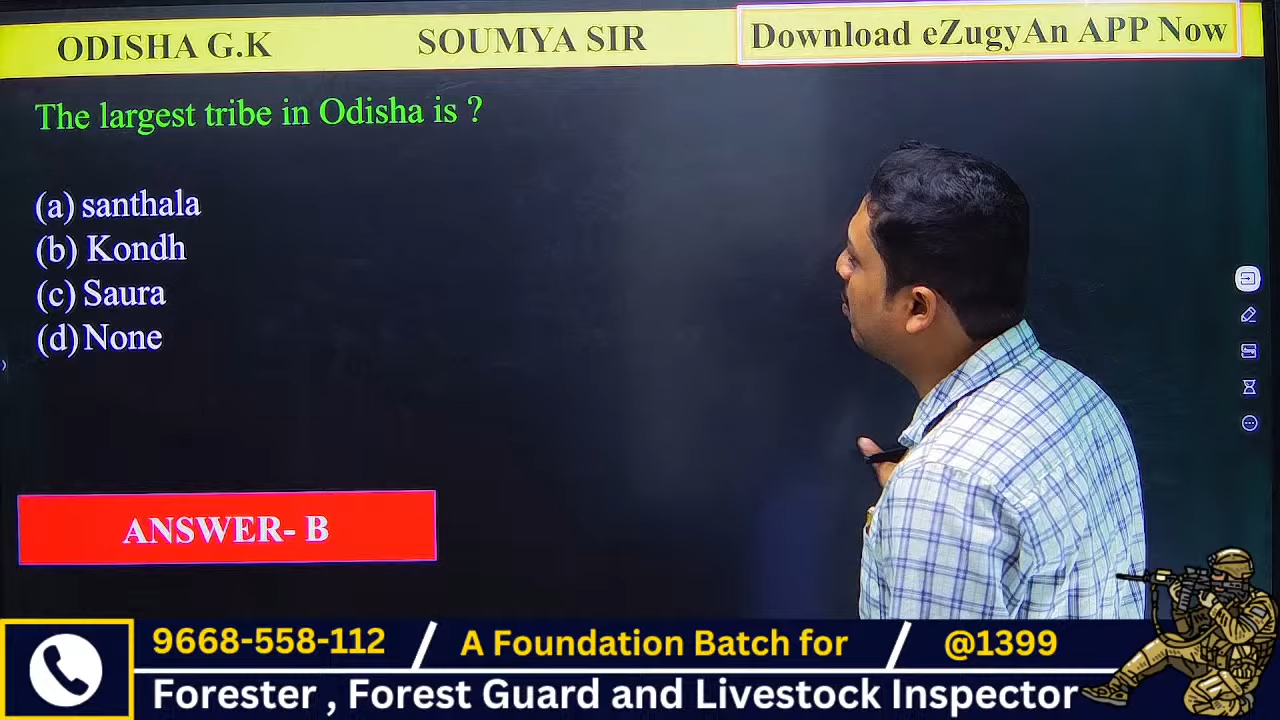 ODISHA G.K SOUMYA SIR Download eZugyAn APP Now
The largest tribe in Odisha is ?
(a) santhala
(b) Kondh
(c) Saura
(d) None
ANSWER- B
9668-558-112 / A Foundation Batch for / @1399
Forester , Forest Guard and Livestock Inspector